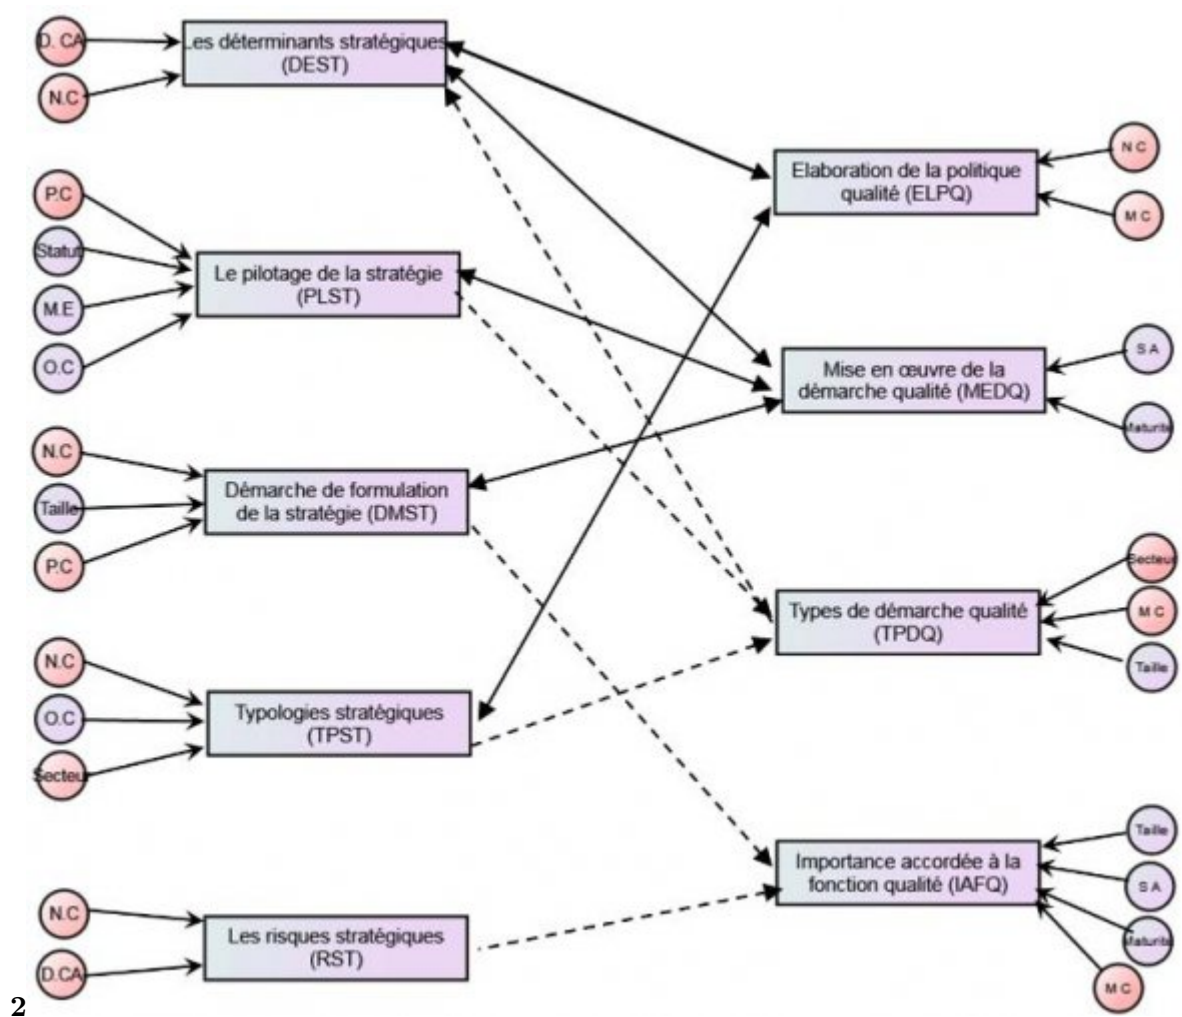 D. CA
Les déterminants stratégiques
(DEST)
N.C
N C
Elaboration de la politique
qualité (ELPQ)
M C
P.C
Statut
Le pilotage de la stratégie
(PLST)
M.E
O.C
S A
Mise en œuvre de la
démarche qualité (MEDQ)
Maturité
N.C
Démarche de formulation
de la stratégie (DMST)
Taille
P.C
Secteur
Types de démarche qualité
(TPDQ)
M C
Taille
N.C
Typologies stratégiques
(TPST)
O.C
Secteur
Taille
Importance accordée à la
fonction qualité (IAFQ)
S A
Maturité
M C
N.C
Les risques stratégiques
(RST)
D.CA
2